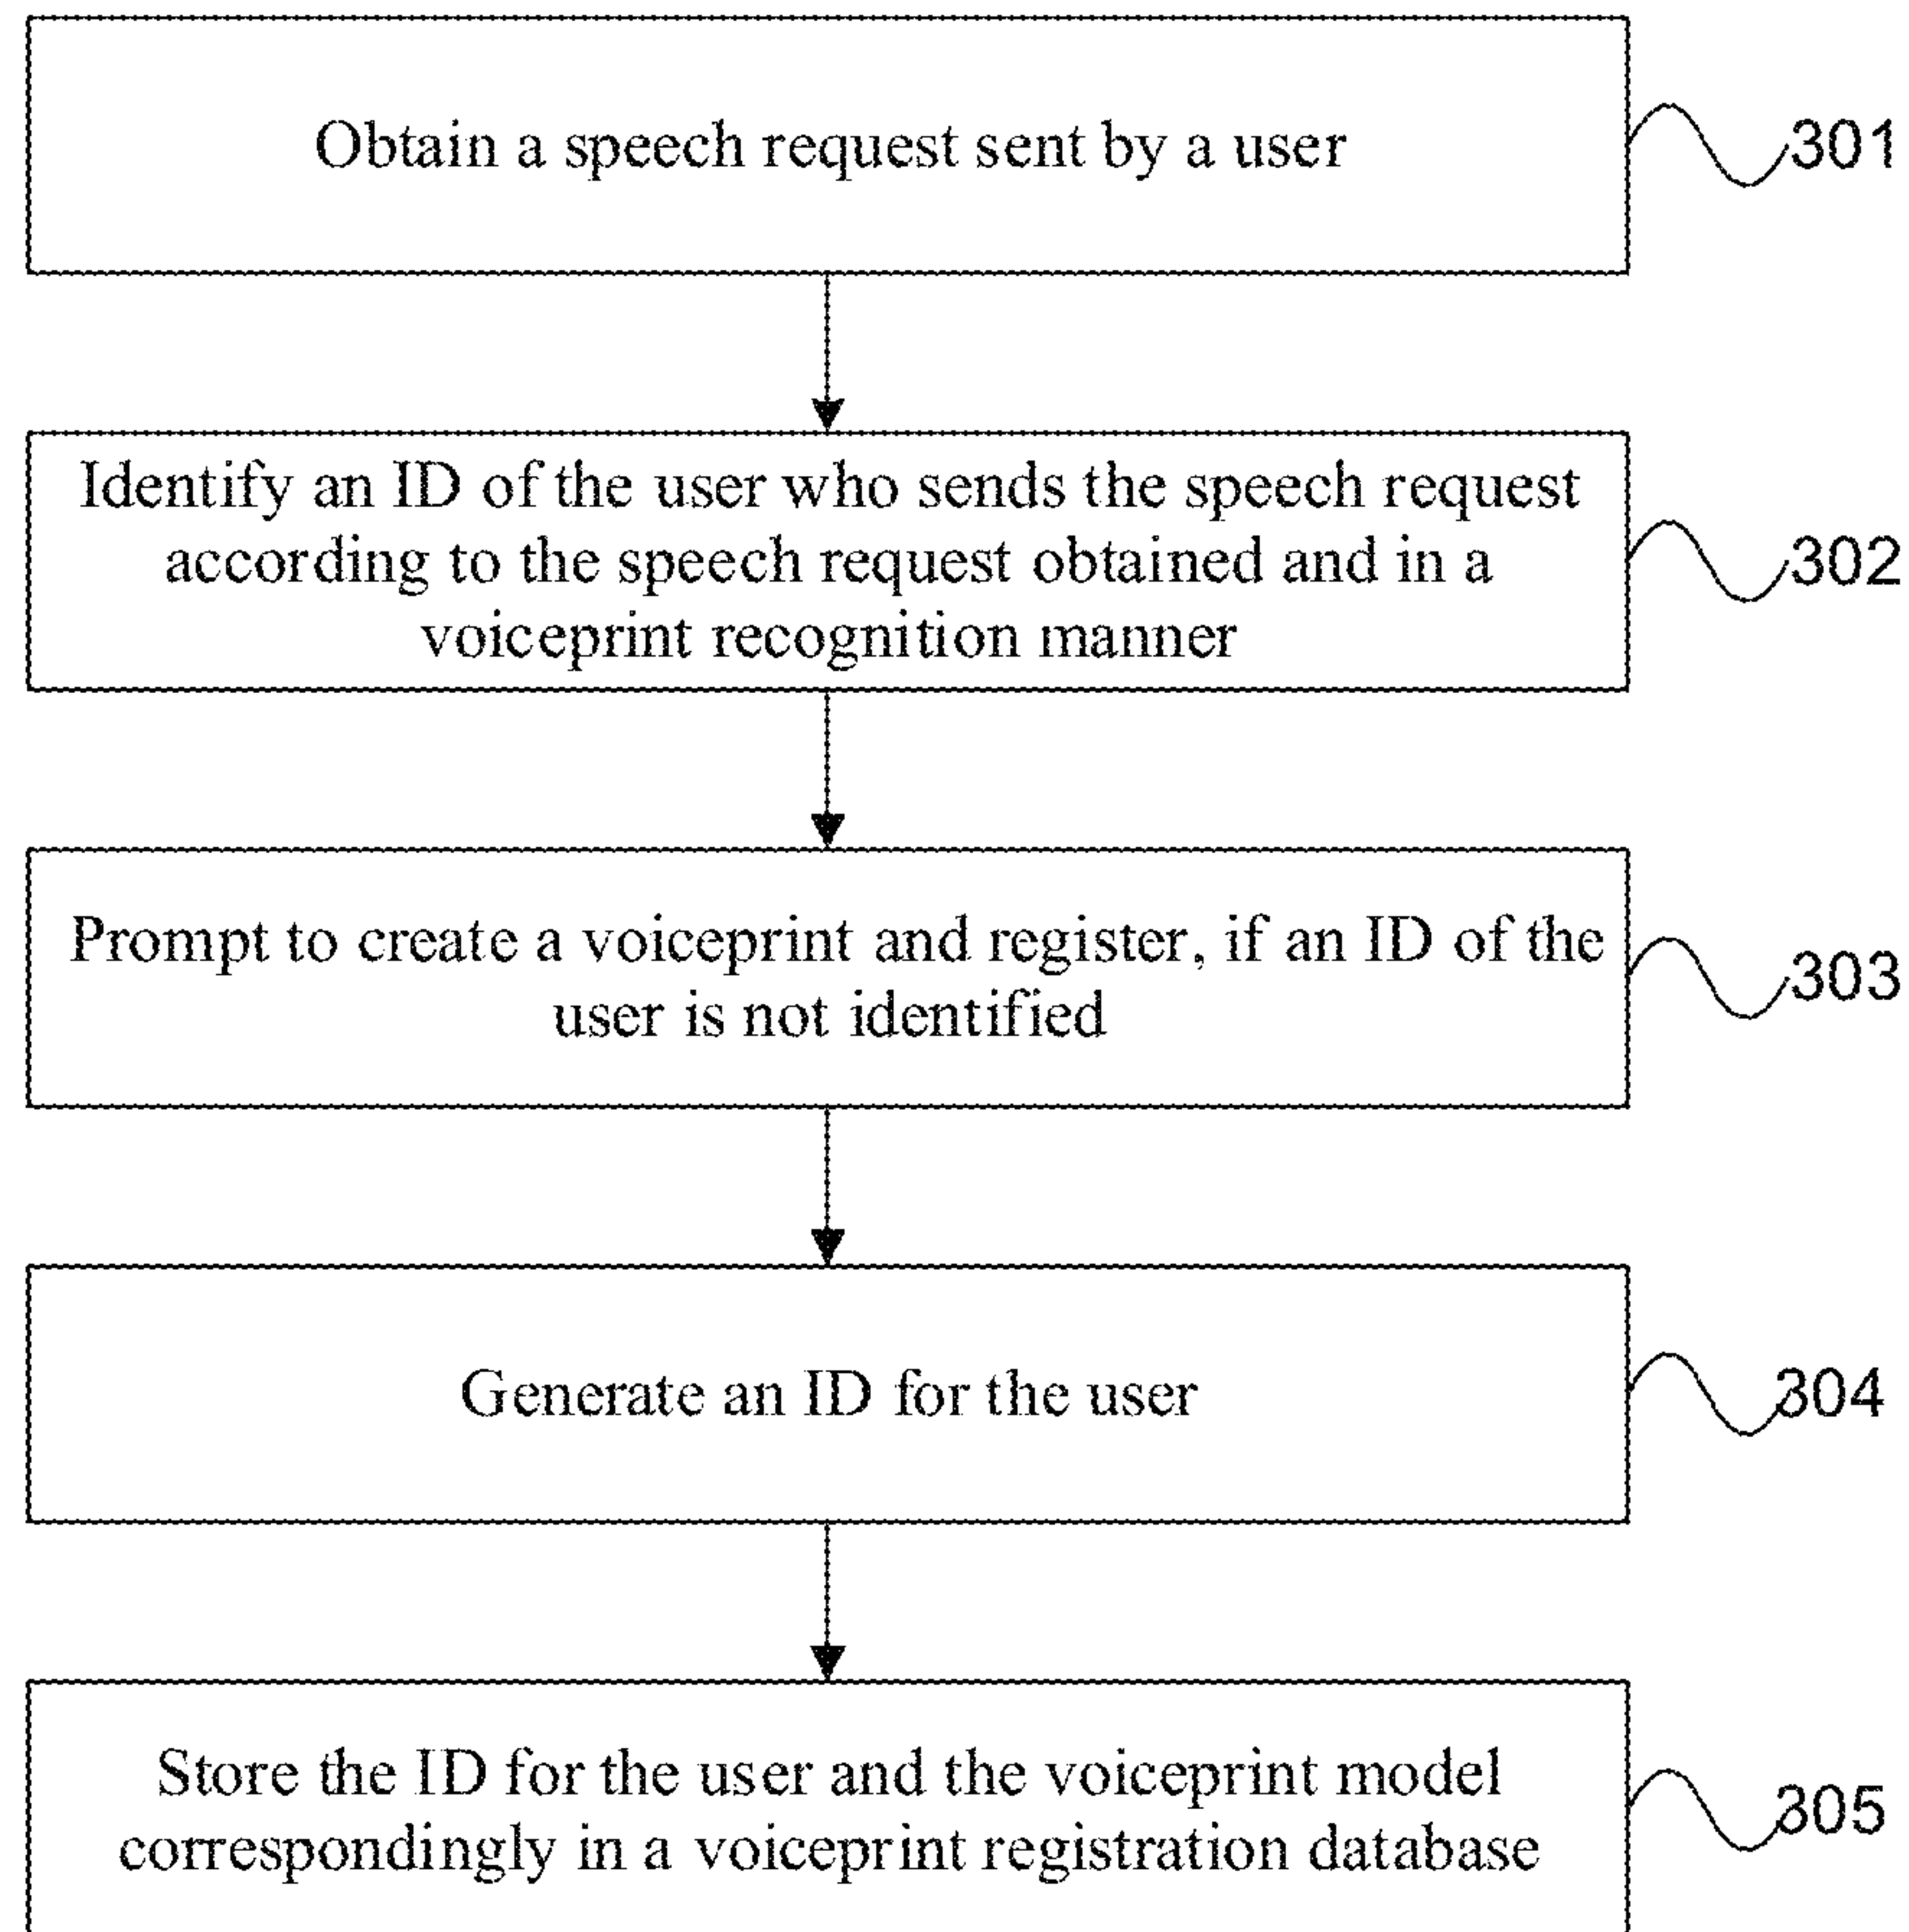 Obtain a speech request sent by a user
301
Identify an ID of the user who sends the speech request
according to the speech request obtained and in a
voiceprint recognition manner
302
Prompt to create a voiceprint and register, if an ID of the
user is not identified
303
Generate an ID for the user
304
Store the ID for the user and the voiceprint model
correspondingly in a voiceprint registration database
305